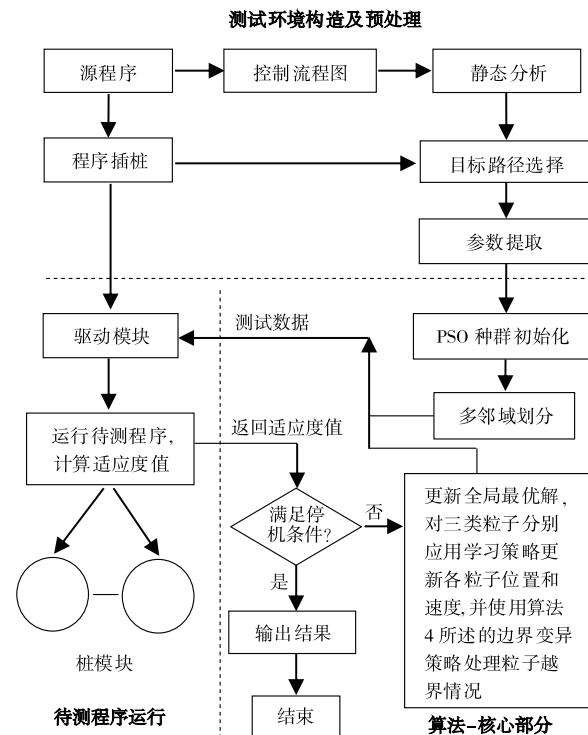 测试环境构造及预处理
源程序
控制流程图
静态分析
程序插桩
目标路径选择
参数提取
驱动模块
测试数据
PSO 种群初始化
多邻域划分
运行待测程序,
计算适应度值
返回适应度值
满足停
机条件?
否
是
更新全局最优解,
对三类粒子分别
应用学习策略更
新各粒子位置和
速度,并使用算法
4 所述的边界变异
策略处理粒子越
界情况
输出结果
桩模块
结束
待测程序运行
算法-核心部分